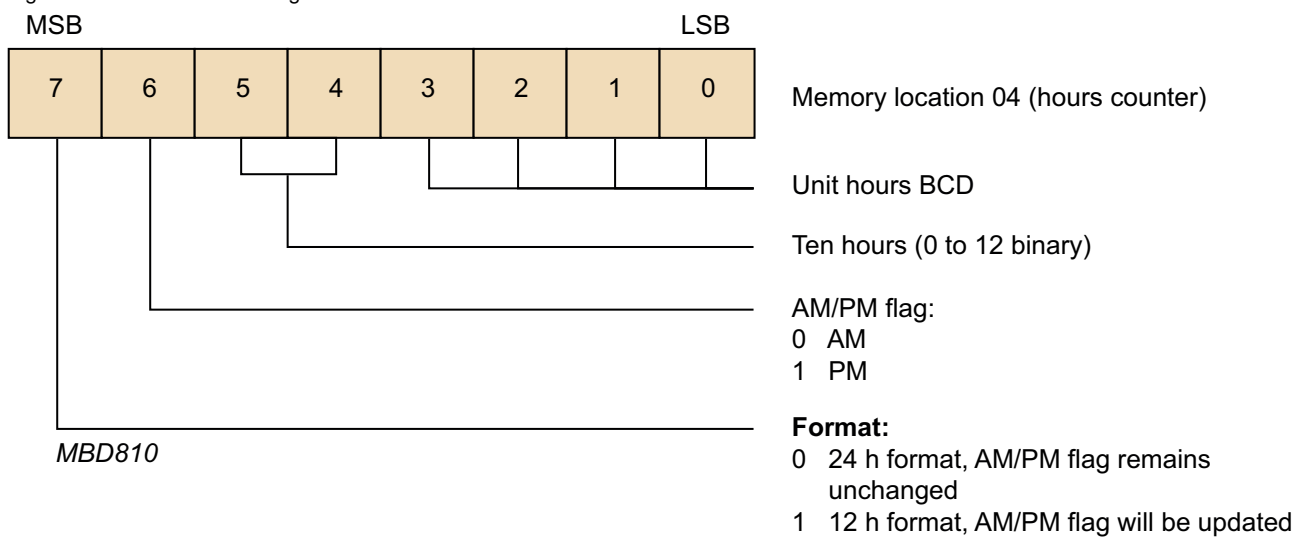 MSB LSB
7 6 5 4 3 2 1 0
Memory location 04 (hours counter)
Unit hours BCD
Ten hours (0 to 12 binary)
AM/PM flag:
0 AM
1 PM
Format:
0 24 h format, AM/PM flag remains
unchanged
1 12 h format, AM/PM flag will be updated
MBD810